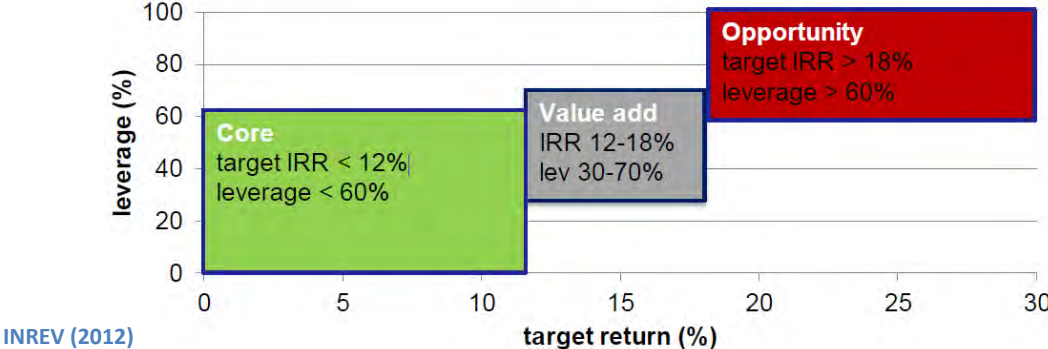 100
80
60
40
20
0
leverage (%)
Core
target IRR < 12%
leverage < 60%
Value add
IRR 12-18%
lev 30-70%
Opportunity
target IRR > 18%
leverage > 60%
0 5 10 15 20 25 30
target return (%)
INREV (2012)